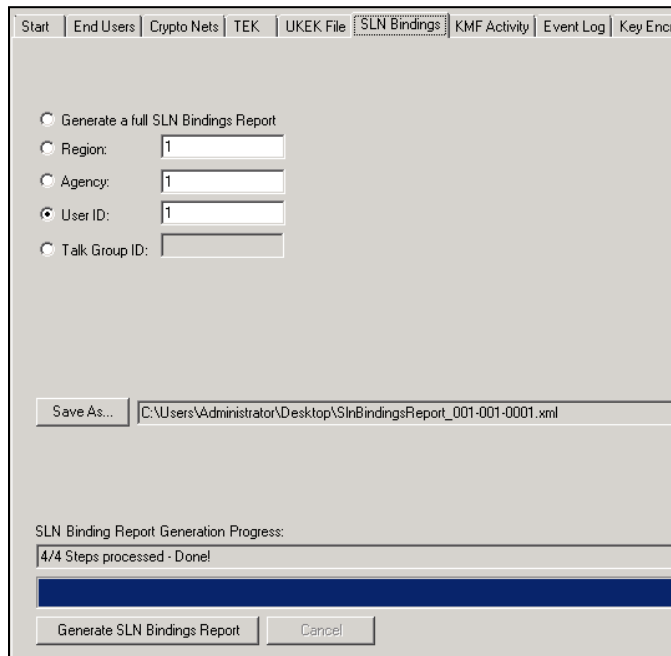 Start End Users Crypto Nets TEK UKEK File SLN Bindings KMF Activity Event Log Key Encr
Generate a full SLN Bindings Report
Region: 1
Agency: 1
User ID: 1
Talk Group ID:
Save As... C:\Users\Administrator\Desktop\SlnBindingsReport_001-001-0001.xml
SLN Binding Report Generation Progress:
4/4 Steps processed - Done!
Generate SLN Bindings Report Cancel